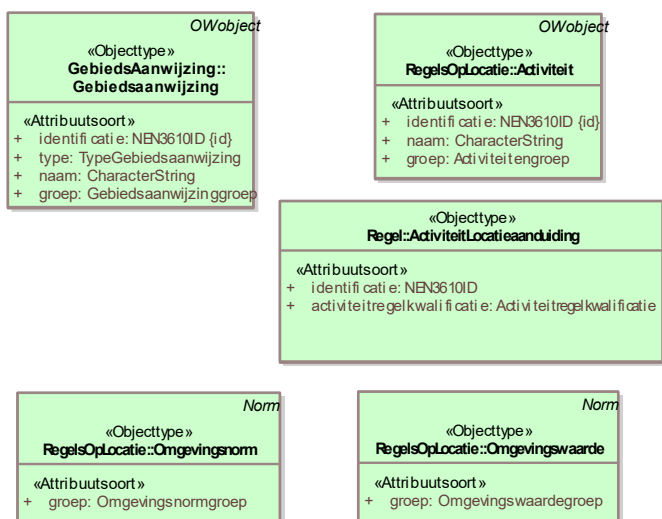 OWobject
«Objecttype»
GebiedsAanwijzing::
Gebiedsaanwijzing
«Attribuutsoort»
+ identificatie: NEN3610ID {id}
+ type: TypeGebiedsaanwijzing
+ naam: CharacterString
+ groep: Gebiedsaanwijzinggroep
OWobject
«Objecttype»
RegelsOpLocatie::Activiteit
«Attribuutsoort»
+ identificatie: NEN3610ID {id}
+ naam: CharacterString
+ groep: Activiteitengroep
«Objecttype»
Regel::ActiviteitLocatieaanduiding
«Attribuutsoort»
+ identificatie: NEN3610ID
+ activiteitregelkwalificatie: Activiteitregelkwalificatie
Norm
«Objecttype»
RegelsOpLocatie::Omgevingsnorm
«Attribuutsoort»
+ groep: Omgevingsnormgroep
Norm
«Objecttype»
RegelsOpLocatie::Omgevingswaarde
«Attribuutsoort»
+ groep: Omgevingswaardegroep